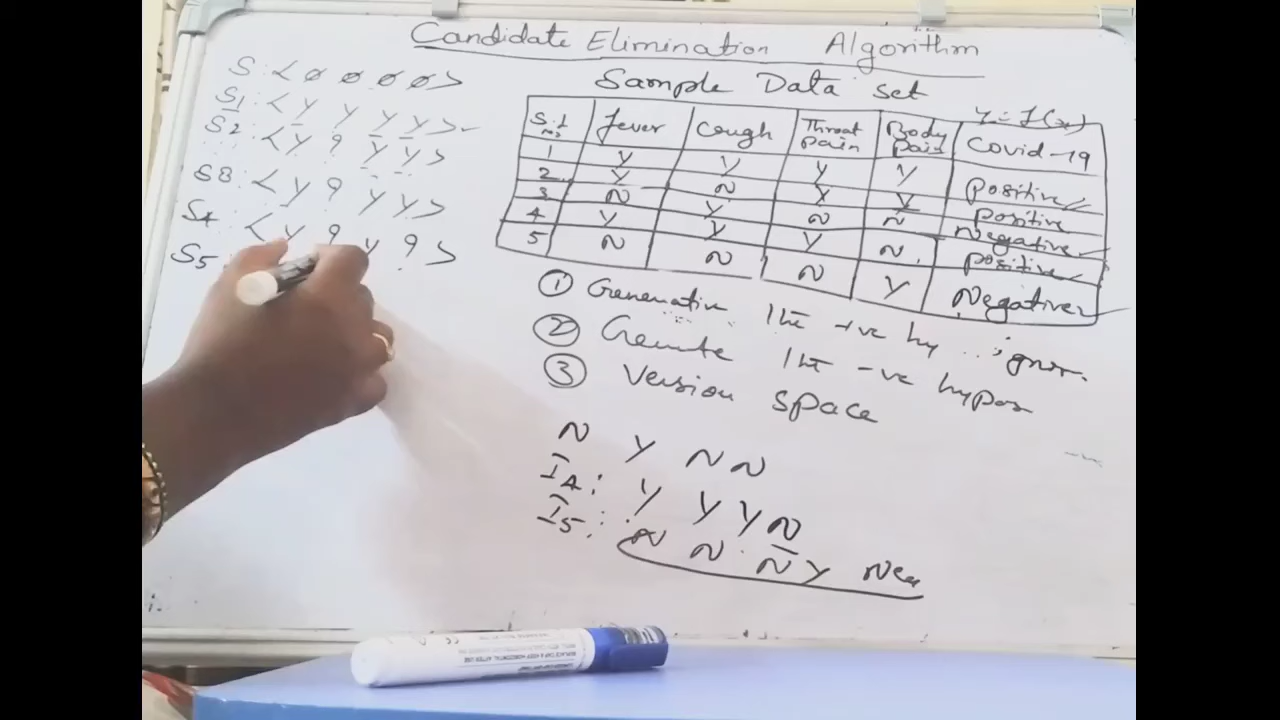 Candidate Elimination Algorithm
Sample Data set
S: < ø ø ø ø >
S1: < y y y y >
S2: < y ? y y >
S3: < y ? y y >
S4: < y ? y ? >
S5
y = f(x)
S.l no Fever Cough Throat pain Body pain Covid-19
1 y y y y positive
2 y N y y positive
3 N y N N Negative
4 y y y N positive
5 N N N y Negative
① Generative the +ve hy
② the -ve hypos
③ Version space
N y N N
I4: y y y N
I5: N N N y Neg